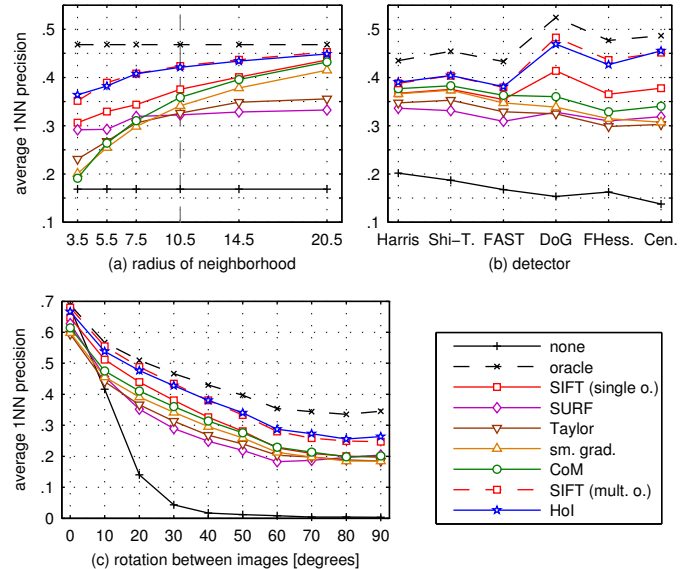 .5
.4
.3
.2
.1
average 1NN precision
3.5 5.5 7.5 10.5 14.5 20.5
(a) radius of neighborhood
.5
.4
.3
.2
.1
Harris Shi−T. FAST DoG FHess. Cen.
(b) detector
.7
.6
.5
.4
.3
.2
.1
0
average 1NN precision
0 10 20 30 40 50 60 70 80 90
(c) rotation between images [degrees]
none
oracle
SIFT (single o.)
SURF
Taylor
sm. grad.
CoM
SIFT (mult. o.)
HoI